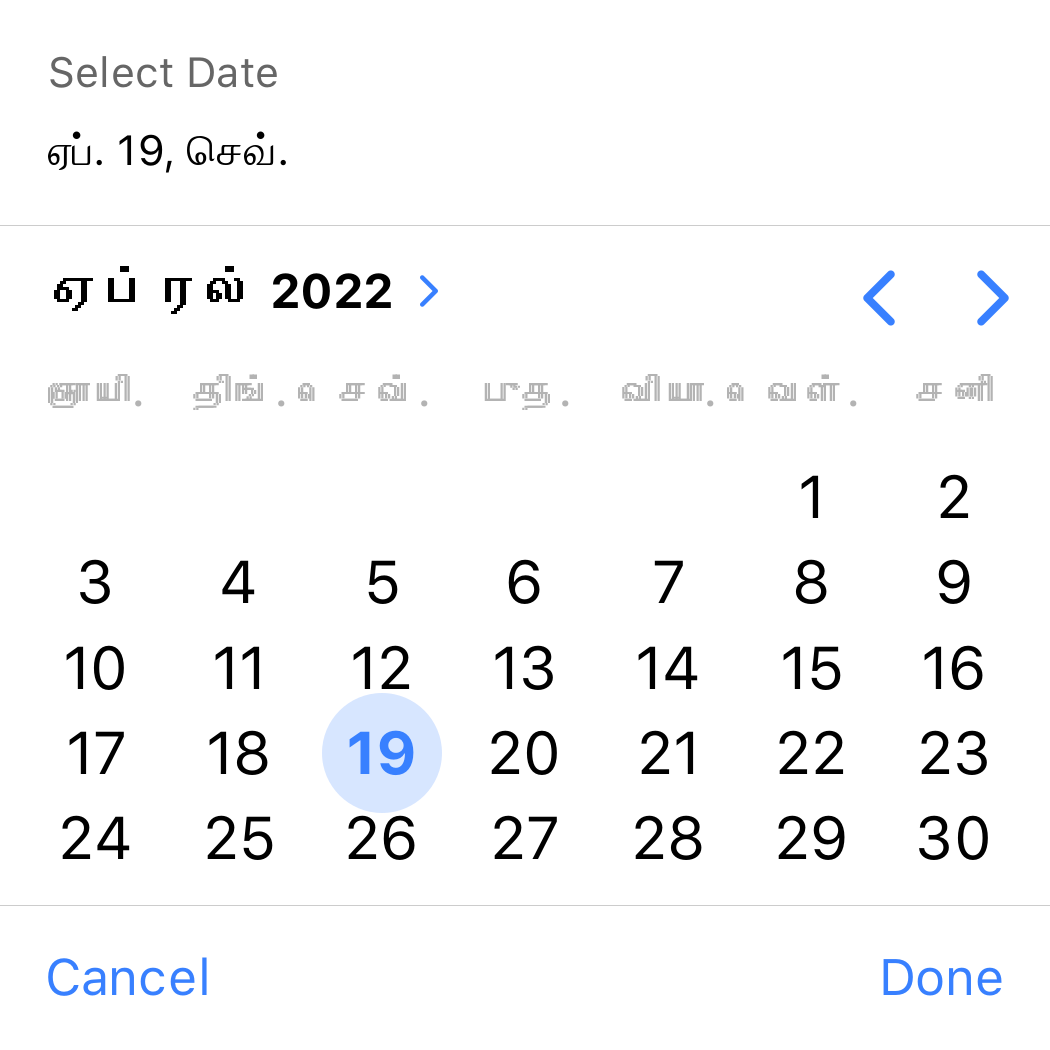 Select Date
ஏப். 19, செவ்.
ஏப்ரல் 2022
ஞாயி. திங். செவ். புத. வியா. வெள். சனி
1 2
3 4 5 6 7 8 9
10 11 12 13 14 15 16
17 18 19 20 21 22 23
24 25 26 27 28 29 30
Cancel Done